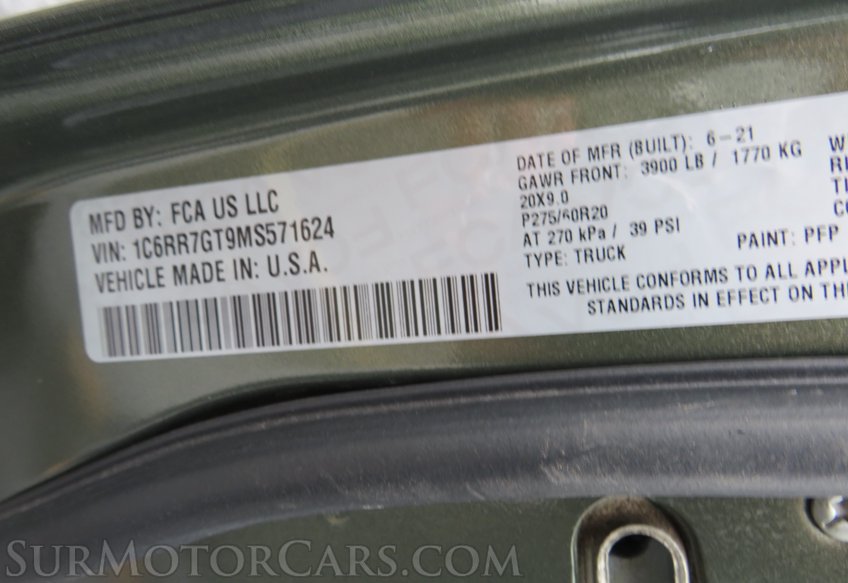 MFD BY: FCA US LLC
VIN: 1C6RR7GT9MS571624
VEHICLE MADE IN: U.S.A.
DATE OF MFR (BUILT): 6-21
GAWR FRONT: 3900 LB / 1770 KG
20X9.0
P275/60R20
AT 270 kPa / 39 PSI
TYPE: TRUCK
PAINT: PFP
THIS VEHICLE CONFORMS TO ALL APPL
STANDARDS IN EFFECT ON THE
SURMOTORCARS.COM